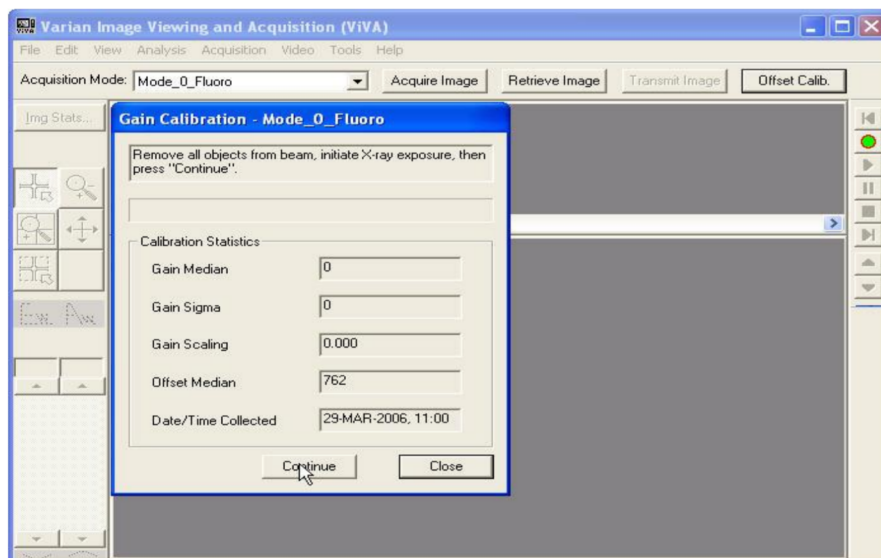 Varian Image Viewing and Acquisition (ViVA)
File Edit View Analysis Acquisition Video Tools Help
Acquisition Mode: Mode_0_Fluoro Acquire Image Retrieve Image Transmit Image Offset Calib.
Img Stats...
Gain Calibration - Mode_0_Fluoro
Remove all objects from beam, initiate X-ray exposure, then
press "Continue".
Calibration Statistics
Gain Median 0
Gain Sigma 0
Gain Scaling 0.000
Offset Median 762
Date/Time Collected 29-MAR-2006, 11:00
Continue Close